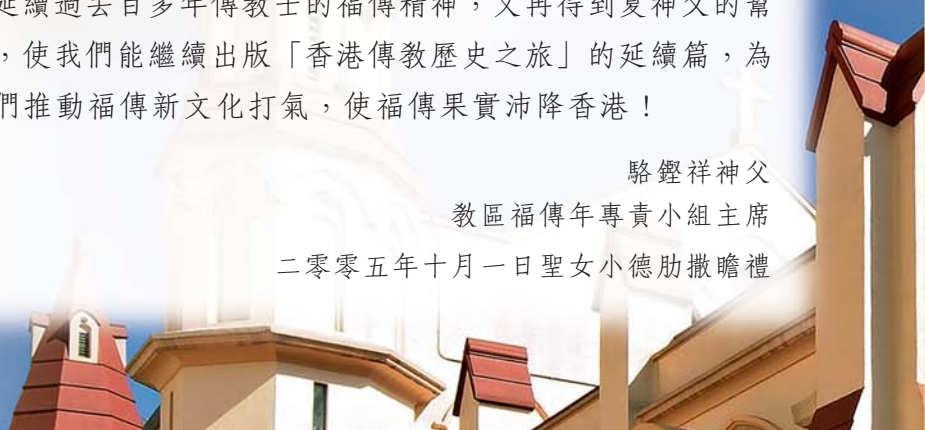 延續過去百多年傳教士的福傳精神，又再得到夏神父的幫
，使我們能繼續出版「香港傳教歷史之旅」的延續篇，為
們推動福傳新文化打氣，使福傳果實沛降香港！
駱鏗祥神父
教區福傳年專責小組主席
二零零五年十月一日聖女小德肋撒瞻禮